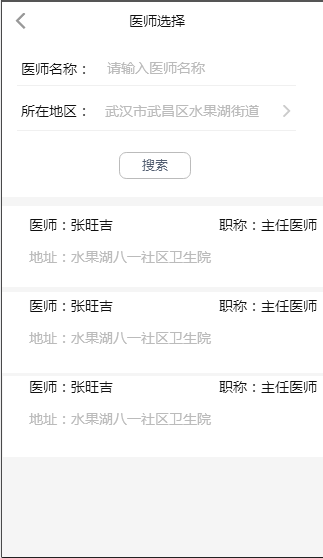 医师选择
医师名称： 请输入医师名称
所在地区： 武汉市武昌区水果湖街道
搜索
医师：张旺吉 职称：主任医师
地址：水果湖八一社区卫生院
医师：张旺吉 职称：主任医师
地址：水果湖八一社区卫生院
医师：张旺吉 职称：主任医师
地址：水果湖八一社区卫生院